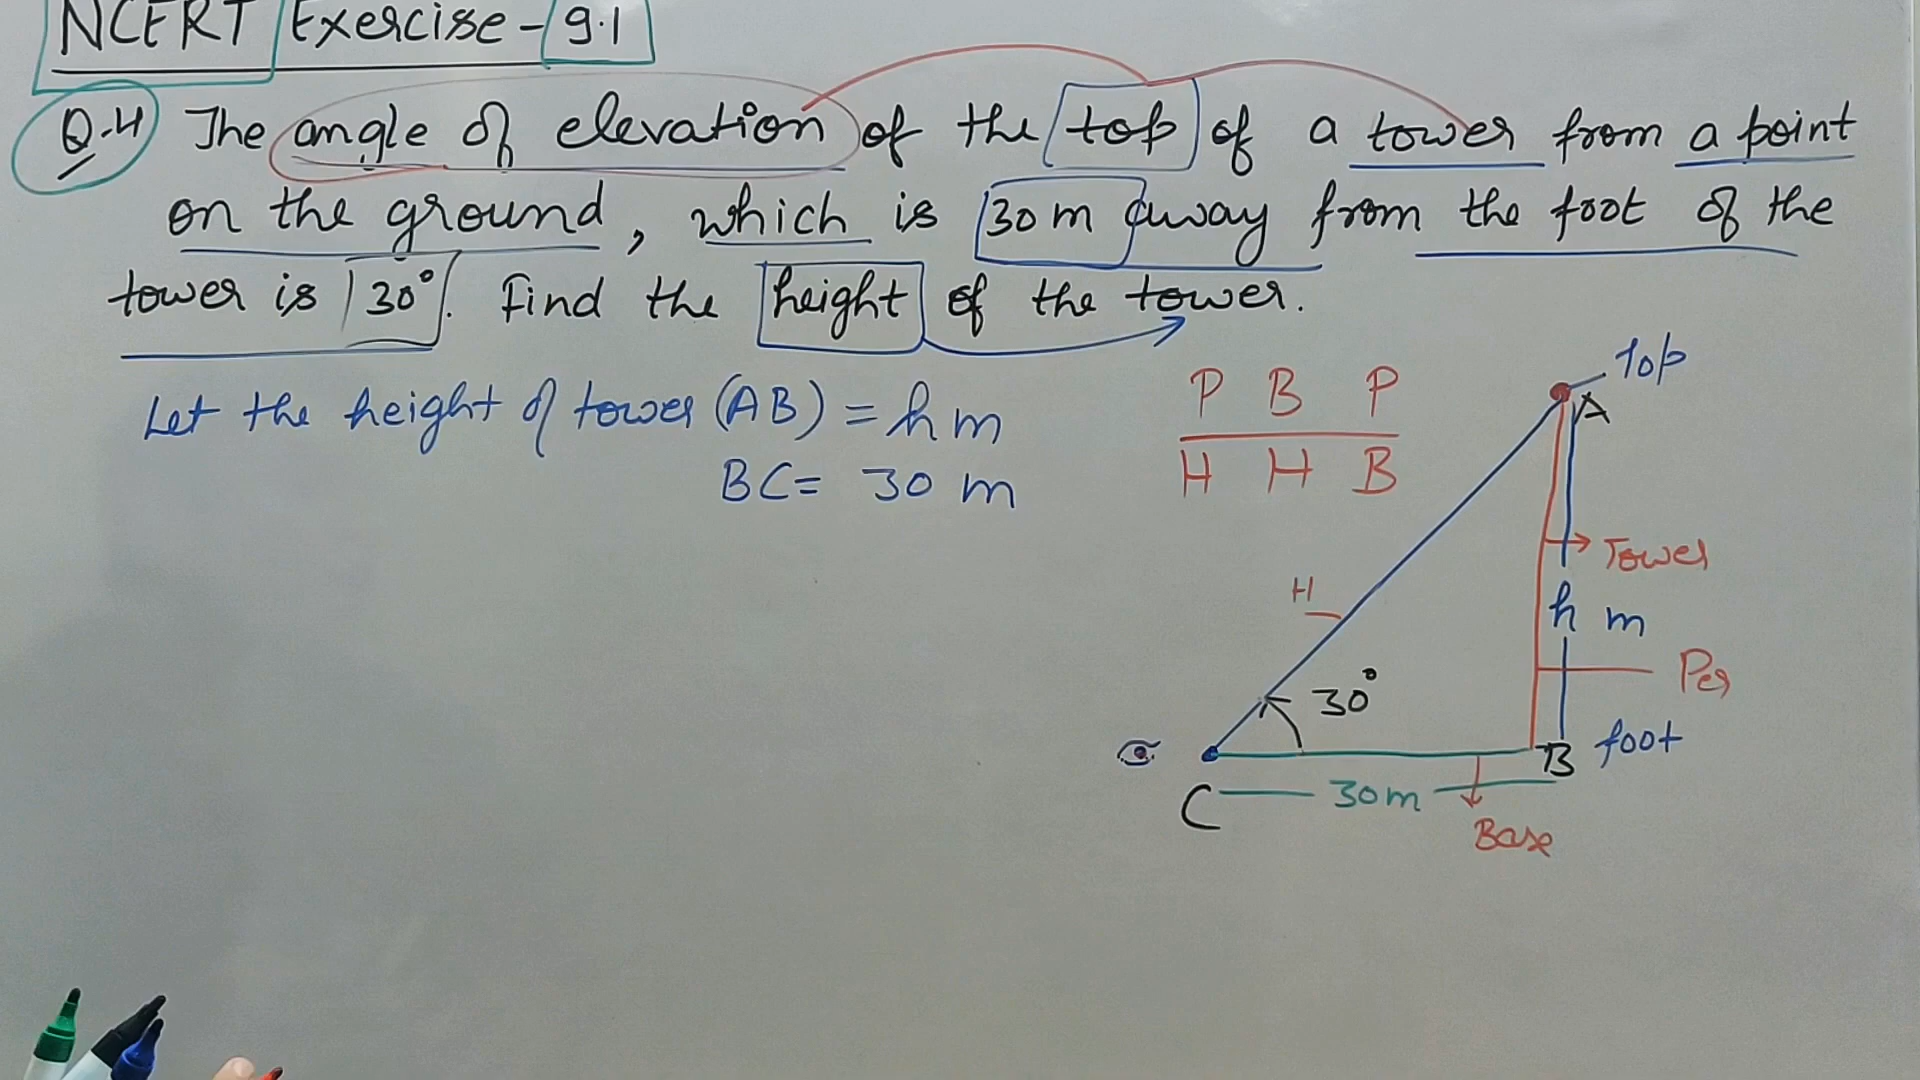 NCERT Exercise - 9.1
Q.4 The angle of elevation of the top of a tower from a point
on the ground, which is 30 m away from the foot of the
tower is 30°. Find the height of the tower.
Let the height of tower (AB) = h m
BC = 30 m
P B P
H H B
Top
A
Tower
H
h m
Per
30°
B foot
C
30m
Base